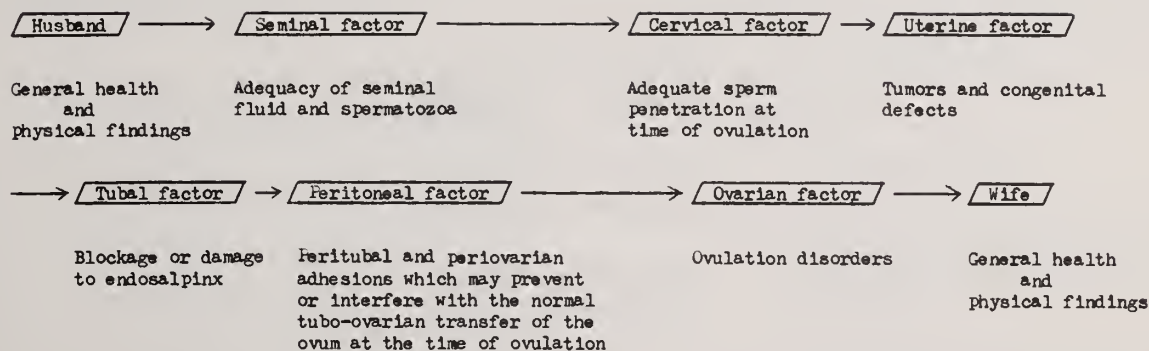 Husband
Seminal factor
Cervical factor
Uterine factor
General health
and
physical findings
Adequacy of seminal
fluid and spermatozoa
Adequate sperm
penetration at
time of ovulation
Tumors and congenital
defects
Tubal factor
Peritoneal factor
Ovarian factor
Wife
Blockage or damage
to endosalpinx
Peritubal and periovarian
adhesions which may prevent
or interfere with the normal
tubo-ovarian transfer of the
ovum at the time of ovulation
Ovulation disorders
General health
and
physical findings